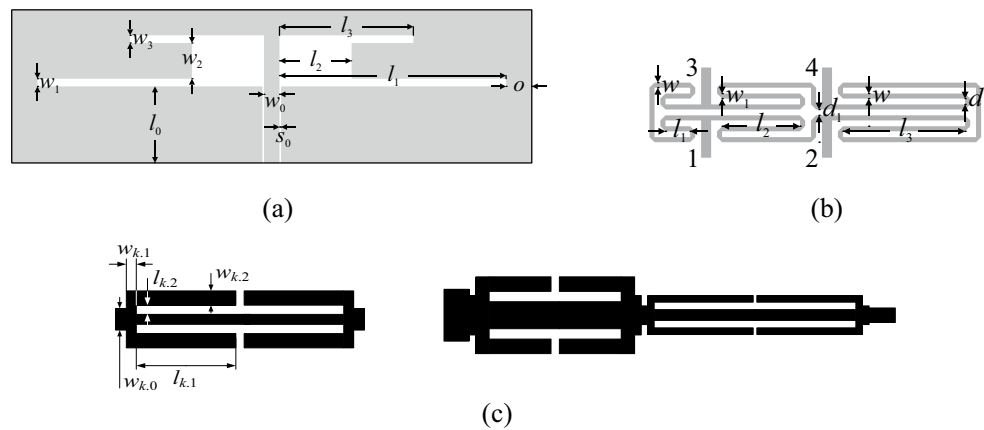 l₃
w₃
w₂
l₂
l₁
w₁
o
w₀
l₀
s₀
(a)
3
4
w
w₁
w
d
d₁
l₁
l₂
l₃
1
2
(b)
wₖ.₁
lₖ.₂
wₖ.₂
wₖ.₀
lₖ.₁
(c)